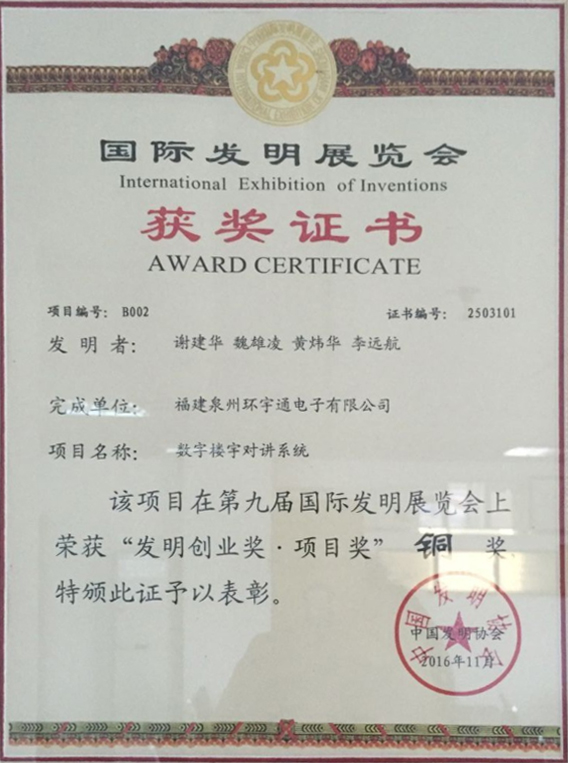 国际发明展览会
International Exhibition of Inventions
获奖证书
AWARD CERTIFICATE
项目编号: B002 证书编号: 2503101
发明者: 谢建华 魏雄凌 黄炜华 李远航
完成单位: 福建泉州环宇通电子有限公司
项目名称: 数字楼宇对讲系统
该项目在第九届国际发明展览会上
荣获“发明创业奖·项目奖” 铜 奖
特颁此证予以表彰。
中国发明协会
中国发明协会
2016年11月